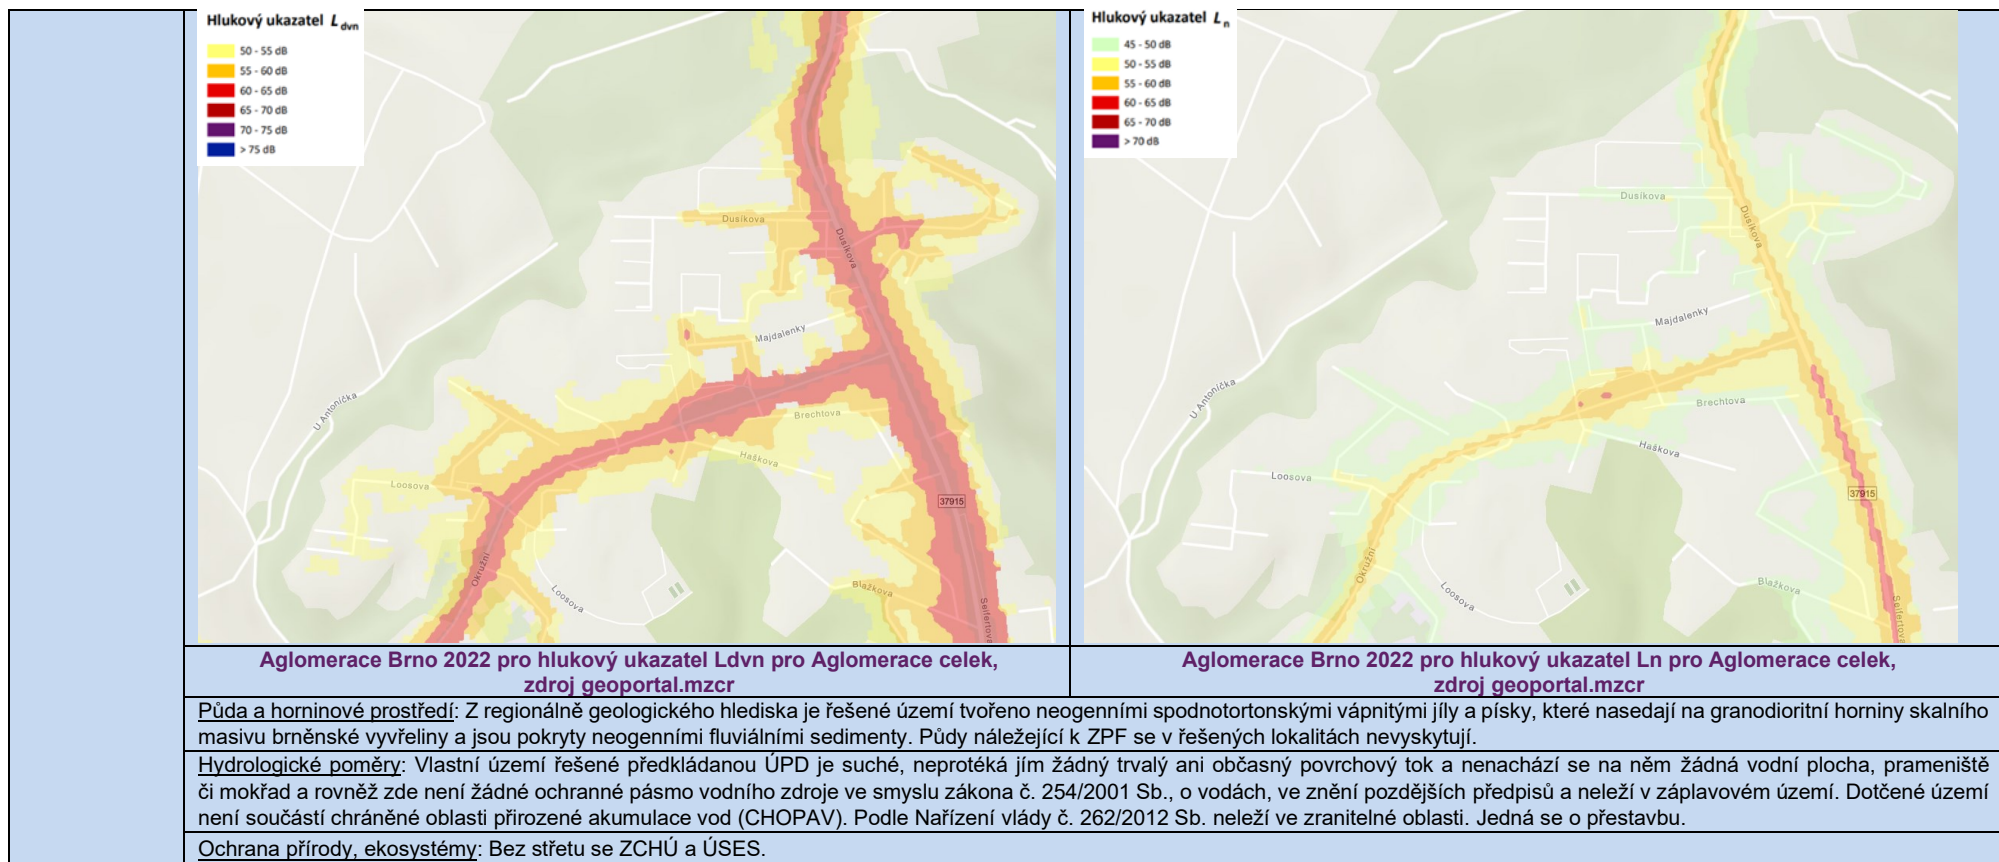 Hlukový ukazatel L dvn
50 - 55 dB
55 - 60 dB
60 - 65 dB
65 - 70 dB
70 - 75 dB
> 75 dB
Dusíkova
Dusíkova
Majdalenky
U Antoníčka
Brechtova
Haškova
Loosova
37915
Okružní
Loosova
Blažkova
Seifertova
Hlukový ukazatel L n
45 - 50 dB
50 - 55 dB
55 - 60 dB
60 - 65 dB
65 - 70 dB
> 70 dB
Dusíkova
Dusíkova
Majdalenky
U Antoníčka
Brechtova
Haškova
Loosova
37915
Okružní
Loosova
Blažkova
Seifertova
Aglomerace Brno 2022 pro hlukový ukazatel Ldvn pro Aglomerace celek,
zdroj geoportal.mzcr
Aglomerace Brno 2022 pro hlukový ukazatel Ln pro Aglomerace celek,
zdroj geoportal.mzcr
Půda a horninové prostředí: Z regionálně geologického hlediska je řešené území tvořeno neogenními spodnotortonskými vápnitými jíly a písky, které nasedají na granodioritní horniny skalního
masivu brněnské vyvřeliny a jsou pokryty neogenními fluviálními sedimenty. Půdy náležející k ZPF se v řešených lokalitách nevyskytují.
Hydrologické poměry: Vlastní území řešené předkládanou ÚPD je suché, neprotéká jím žádný trvalý ani občasný povrchový tok a nenachází se na něm žádná vodní plocha, prameniště
či mokřad a rovněž zde není žádné ochranné pásmo vodního zdroje ve smyslu zákona č. 254/2001 Sb., o vodách, ve znění pozdějších předpisů a neleží v záplavovém území. Dotčené území
není součástí chráněné oblasti přirozené akumulace vod (CHOPAV). Podle Nařízení vlády č. 262/2012 Sb. neleží ve zranitelné oblasti. Jedná se o přestavbu.
Ochrana přírody, ekosystémy: Bez střetu se ZCHÚ a ÚSES.